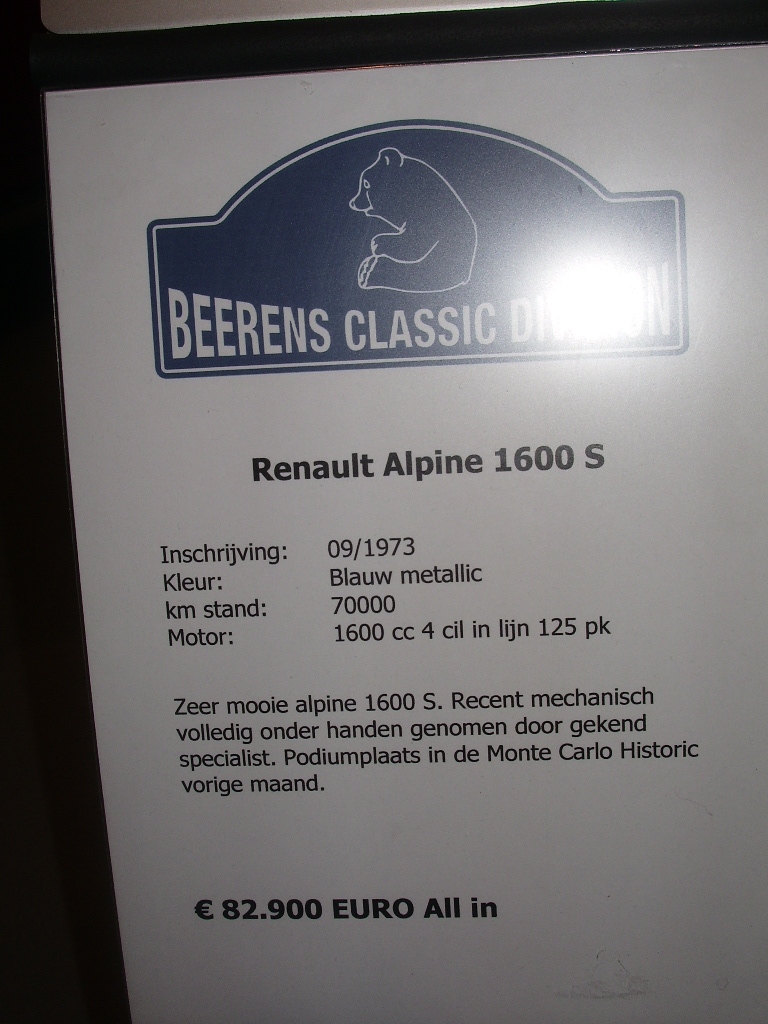 BEERENS CLASSIC DIVISION
Renault Alpine 1600 S
Inschrijving: 09/1973
Kleur: Blauw metallic
km stand: 70000
Motor: 1600 cc 4 cil in lijn 125 pk
Zeer mooie alpine 1600 S. Recent mechanisch
volledig onder handen genomen door gekend
specialist. Podiumplaats in de Monte Carlo Historic
vorige maand.
€ 82.900 EURO All in